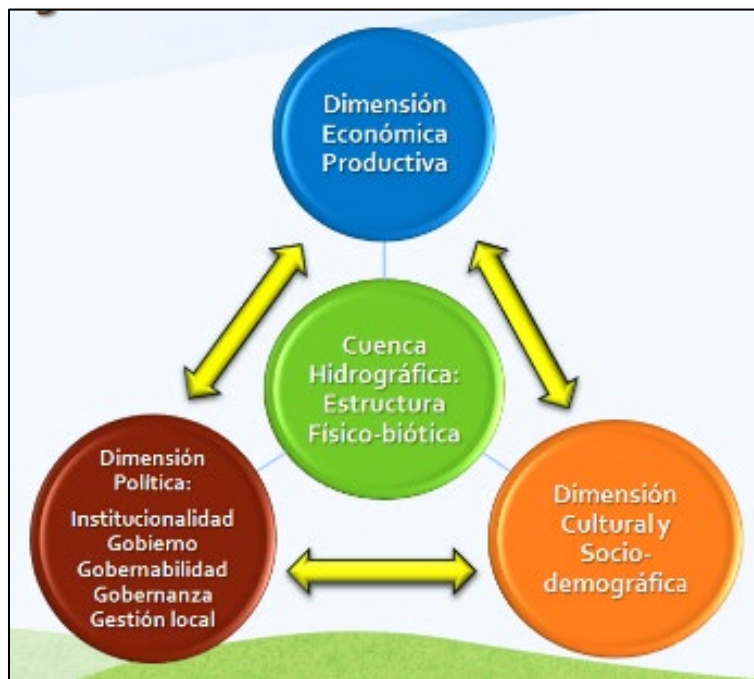 Dimensión
Económica
Productiva
Cuenca
Hidrográfica:
Estructura
Físico-biótica
Dimensión
Política:
Institucionalidad
Gobierno
Gobernabilidad
Gobernanza
Gestión local
Dimensión
Cultural y
Socio-
demográfica